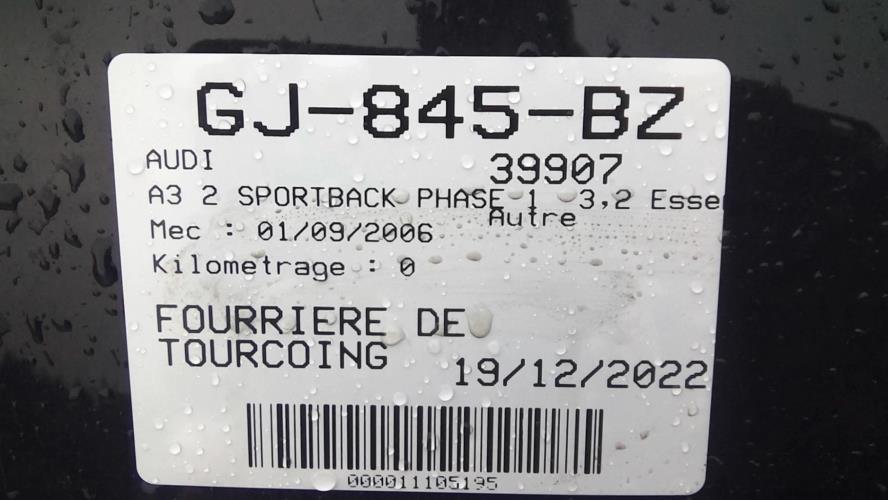 GJ-845-BZ
AUDI 39907
A3 2 SPORTBACK PHASE 1 3,2 Esse
Autre
Mec : 01/09/2006
Kilometrage : 0
FOURRIERE DE
TOURCOING
19/12/2022
000011105195